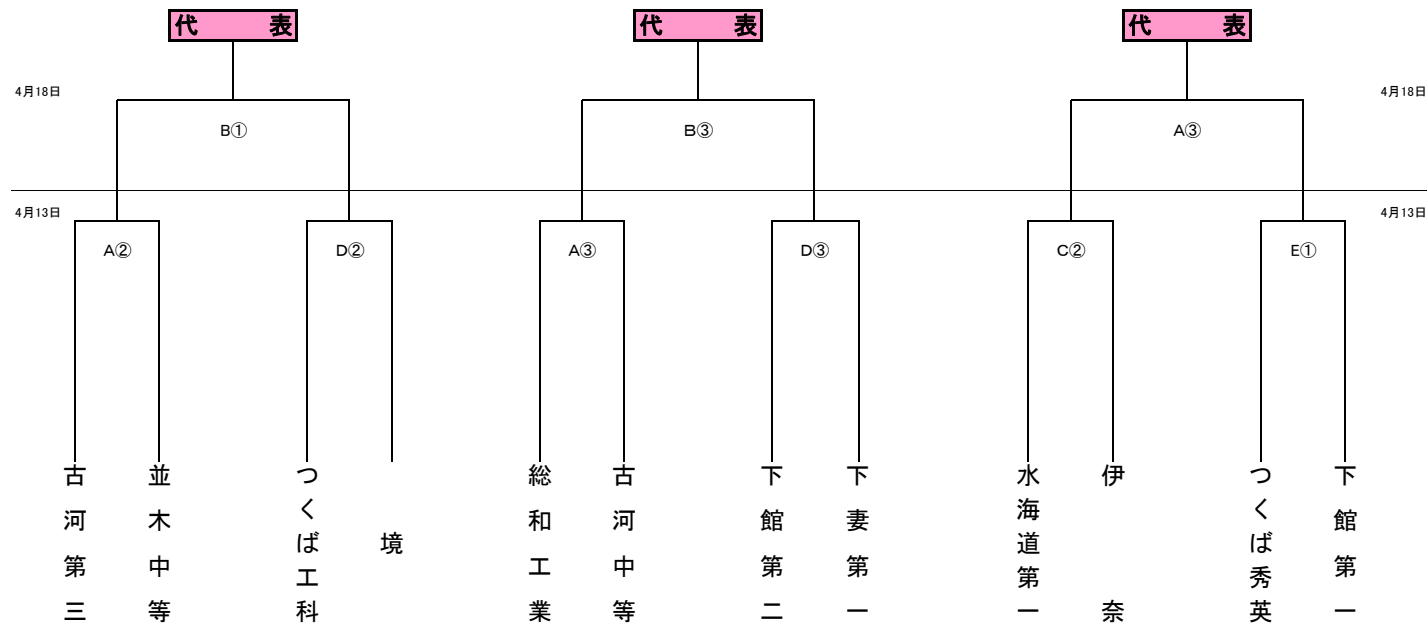 代表 代表 代表
4月18日 4月18日
B① B③ A③
4月13日 4月13日
A② D② A③ D③ C② E①
古河第三
並木中等
つくば工科
境
総和工業
古河中等
下館第二
下妻第一
水海道第一
伊奈
つくば秀英
下館第一